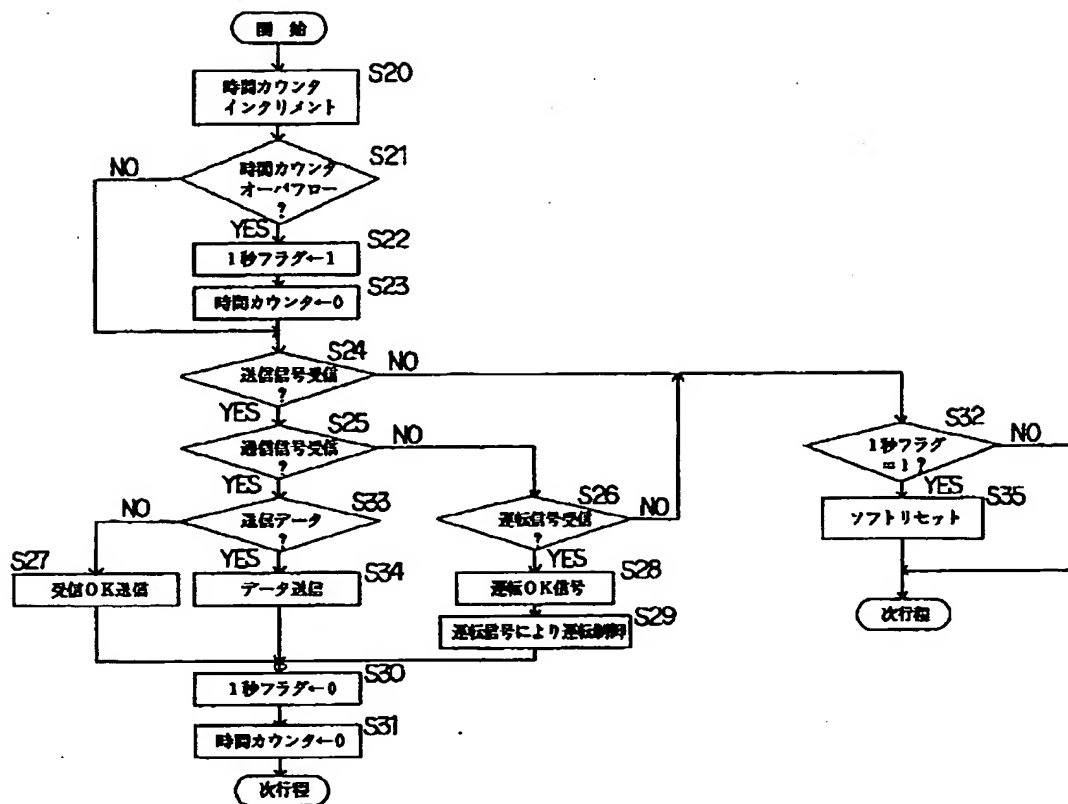 開 始
S20
時間カウンタ
インクリメント
S21
時間カウンタ
オーバフロー
?
NO
YES
S22
1秒フラグ←1
S23
時間カウンタ←0
S24
送信信号受信
?
NO
YES
S25
通信信号受信
?
NO
YES
S33
送信データ
?
NO
YES
S26
運転信号受信
?
NO
YES
S32
1秒フラグ
=1?
NO
YES
S35
ソフトリセット
次行程
S27
受信OK送信
S34
データ送信
S28
運転OK信号
S29
運転信号により運転制御
S30
1秒フラグ←0
S31
時間カウンタ←0
次行程